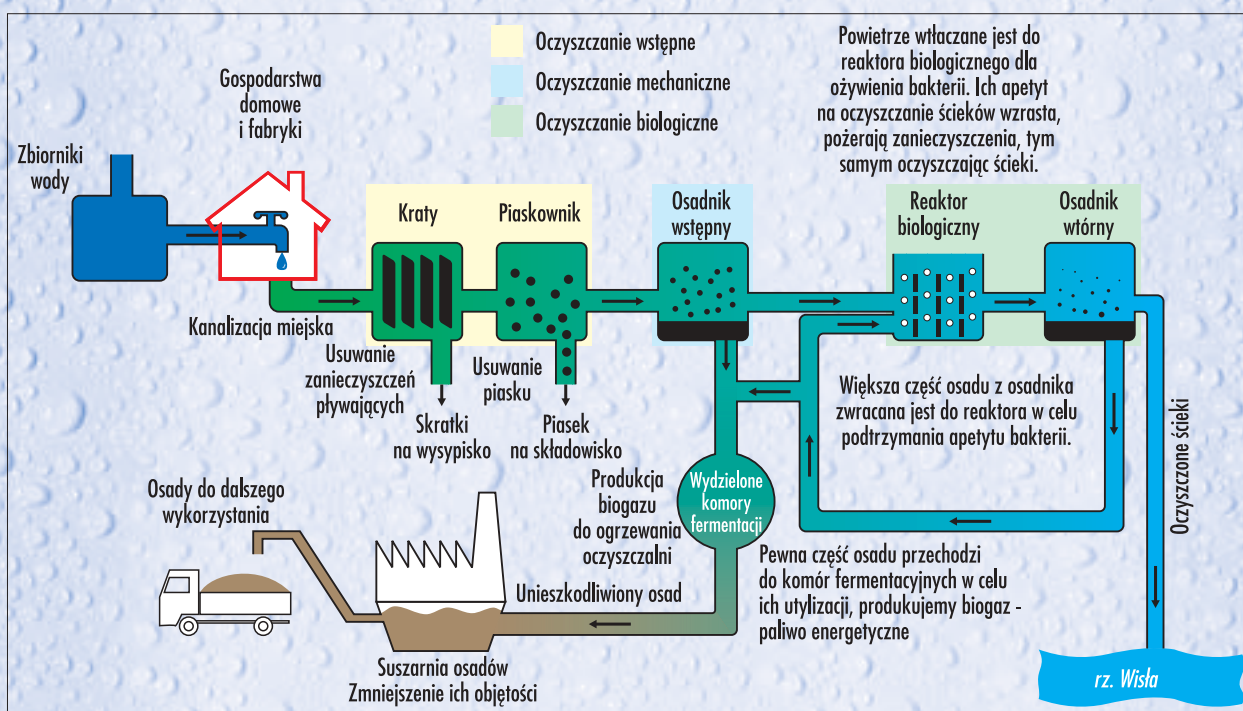 Oczyszczanie wstępne
Oczyszczanie mechaniczne
Oczyszczanie biologiczne
Powietrze wtłaczane jest do
reaktora biologicznego dla
ożywienia bakterii. Ich apetyt
na oczyszczanie ścieków wzrasta,
pożerają zanieczyszczenia, tym
samym oczyszczając ścieki.
Gospodarstwa
domowe
i fabryki
Zbiorniki
wody
Kraty
Piaskownik
Osadnik
wstępny
Reaktor
biologiczny
Osadnik
wtórny
Kanalizacja miejska
Usuwanie
zanieczyszczeń
pływających
Usuwanie
piasku
Skratki
na wysypisko
Piasek
na składowisko
Większa część osadu z osadnika
zwracana jest do reaktora w celu
podtrzymania apetytu bakterii.
Oczyszczone ścieki
Osady do dalszego
wykorzystania
Produkcja
biogazu
do ogrzewania
oczyszczalni
Wydzielone
komory
fermentacji
Pewna część osadu przechodzi
do komór fermentacyjnych w celu
ich utylizacji, produkujemy biogaz -
paliwo energetyczne
Unieszkodliwiony osad
Suszarnia osadów
Zmniejszenie ich objętości
rz. Wisła